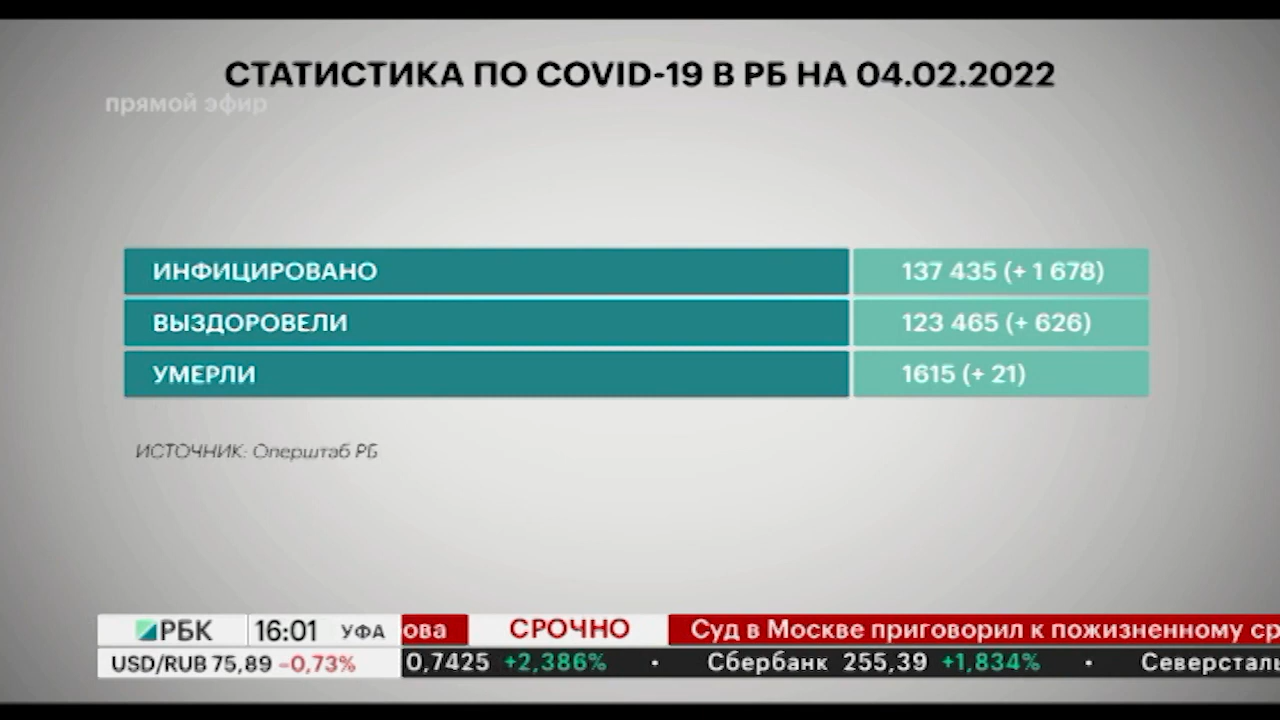 СТАТИСТИКА ПО COVID-19 В РБ НА 04.02.2022
прямой эфир
ИНФИЦИРОВАНО 137 435 (+ 1 678)
ВЫЗДОРОВЕЛИ 123 465 (+ 626)
УМЕРЛИ 1615 (+ 21)
ИСТОЧНИК: Оперштаб РБ
РБК 16:01 УФА ова СРОЧНО Суд в Москве приговорил к пожизненному ср
USD/RUB 75,89 -0,73% 0,7425 +2,386% • Сбербанк 255,39 +1,834% • Северсталь